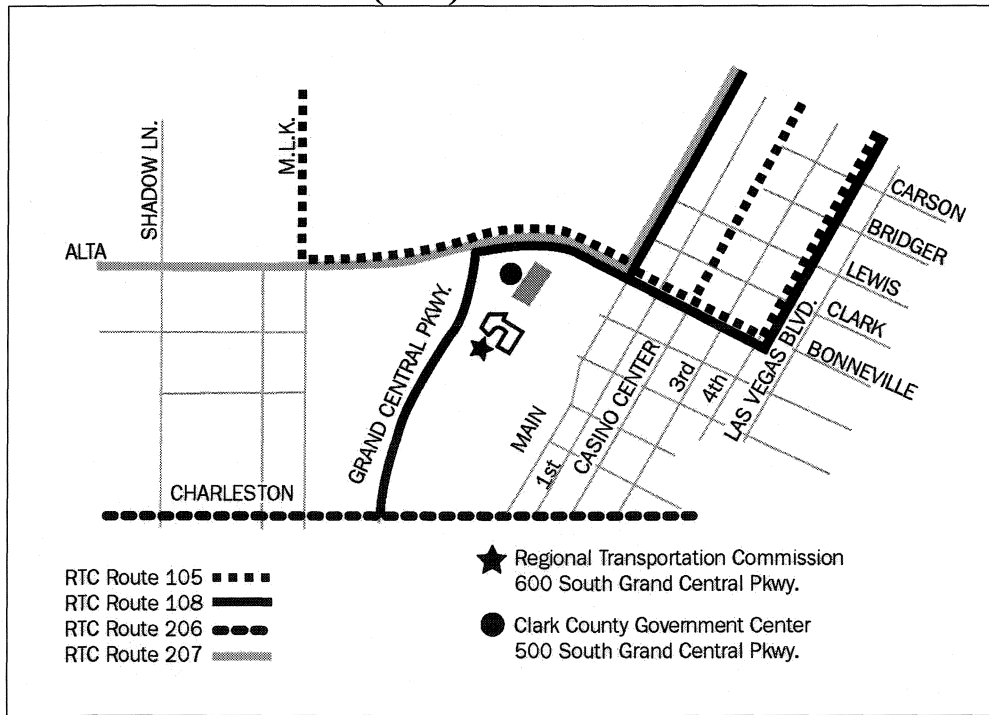 SHADOW LN.
M.L.K.
ALTA
GRAND CENTRAL PKWY.
CHARLESTON
MAIN
1st
CASINO CENTER
3rd
4th
LAS VEGAS BLVD.
CARSON
BRIDGER
LEWIS
CLARK
BONNEVILLE
RTC Route 105
RTC Route 108
RTC Route 206
RTC Route 207
Regional Transportation Commission
600 South Grand Central Pkwy.
Clark County Government Center
500 South Grand Central Pkwy.